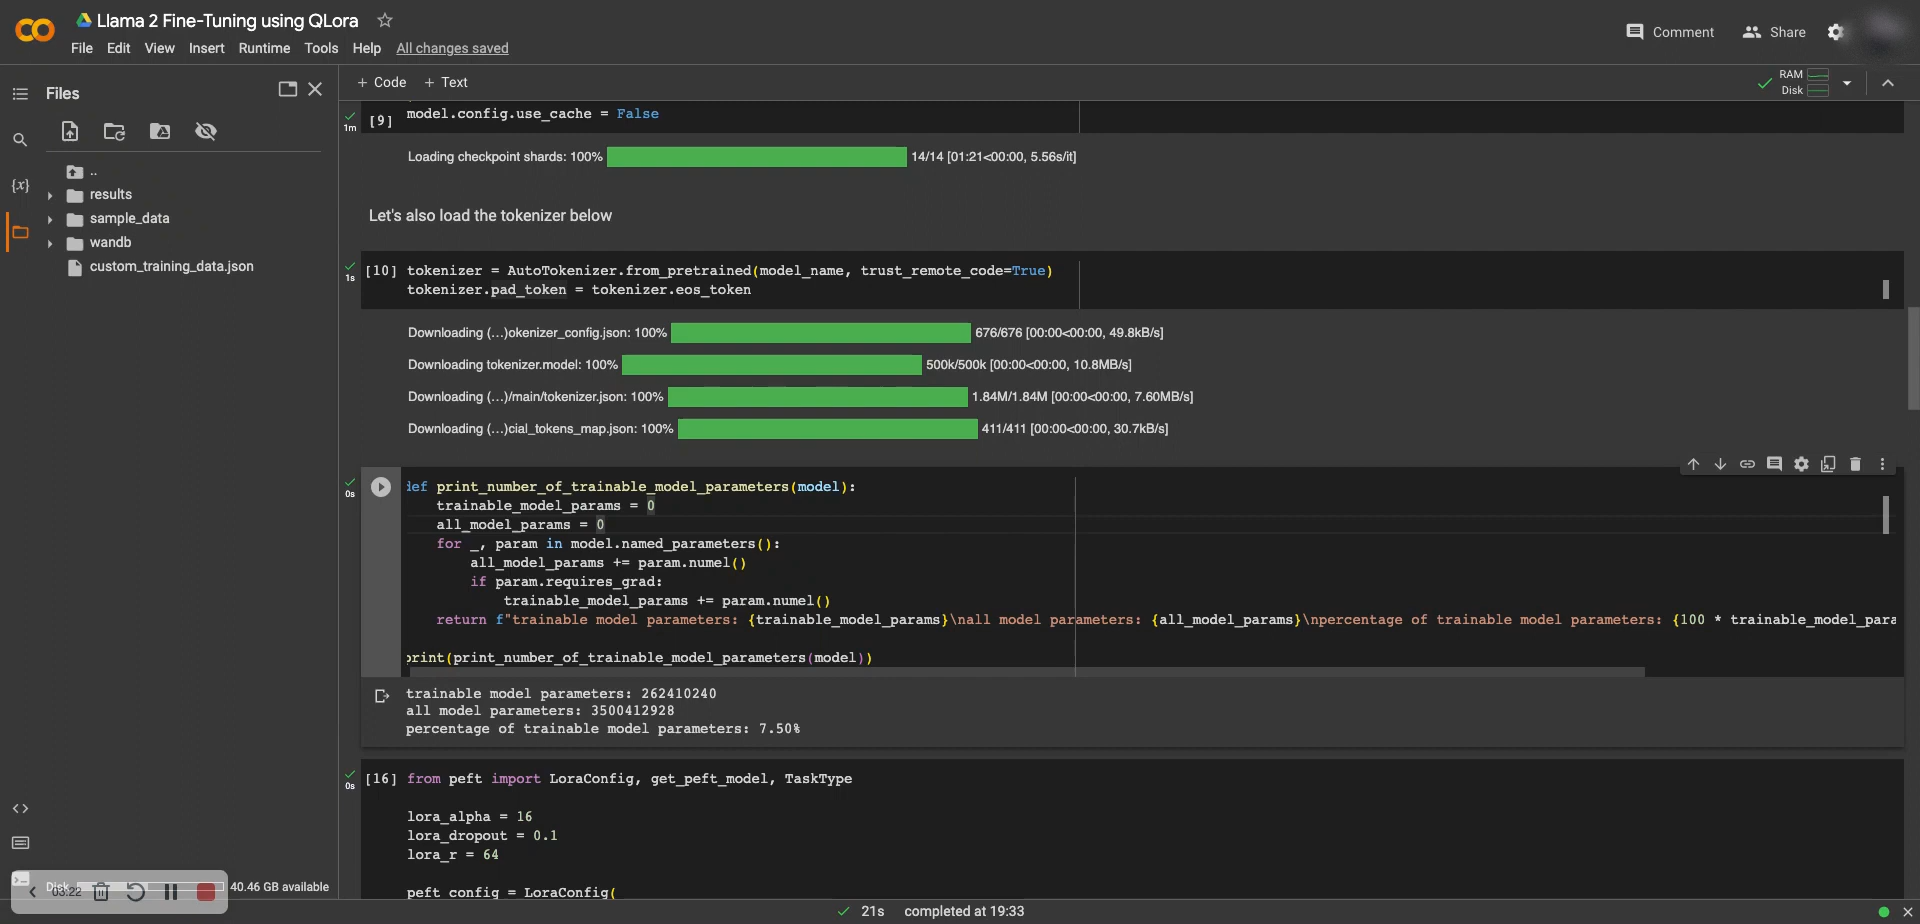 Llama 2 Fine-Tuning using QLora
File Edit View Insert Runtime Tools Help All changes saved
Comment Share
Files
+ Code + Text
RAM
Disk
..
results
sample_data
wandb
custom_training_data.json
1m
[9] model.config.use_cache = False
Loading checkpoint shards: 100% 14/14 [01:21<00:00, 5.56s/it]
Let's also load the tokenizer below
1s
[10] tokenizer = AutoTokenizer.from_pretrained(model_name, trust_remote_code=True)
tokenizer.pad_token = tokenizer.eos_token
Downloading (…)okenizer_config.json: 100% 676/676 [00:00<00:00, 49.8kB/s]
Downloading tokenizer.model: 100% 500k/500k [00:00<00:00, 10.8MB/s]
Downloading (…)/main/tokenizer.json: 100% 1.84M/1.84M [00:00<00:00, 7.60MB/s]
Downloading (…)cial_tokens_map.json: 100% 411/411 [00:00<00:00, 30.7kB/s]
0s
def print_number_of_trainable_model_parameters(model):
trainable_model_params = 0
all_model_params = 0
for _, param in model.named_parameters():
all_model_params += param.numel()
if param.requires_grad:
trainable_model_params += param.numel()
return f"trainable model parameters: {trainable_model_params}\nall model parameters: {all_model_params}\npercentage of trainable model parameters: {100 * trainable_model_para
print(print_number_of_trainable_model_parameters(model))
trainable model parameters: 262410240
all model parameters: 3500412928
percentage of trainable model parameters: 7.50%
0s
[16] from peft import LoraConfig, get_peft_model, TaskType
lora_alpha = 16
lora_dropout = 0.1
lora_r = 64
peft_config = LoraConfig(
Disk 40.46 GB available
03:22
21s completed at 19:33